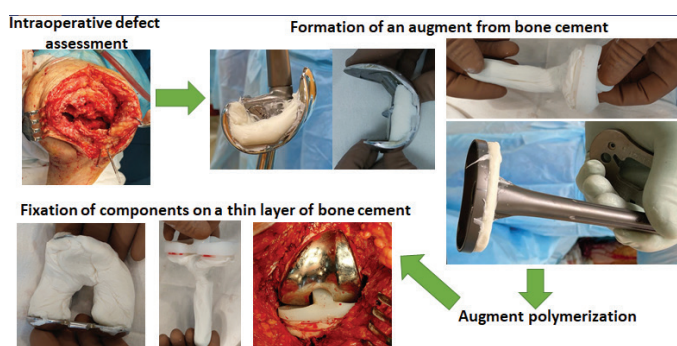 Intraoperative defect
assessment
Formation of an augment from bone cement
Fixation of components on a thin layer of bone cement
Augment polymerization